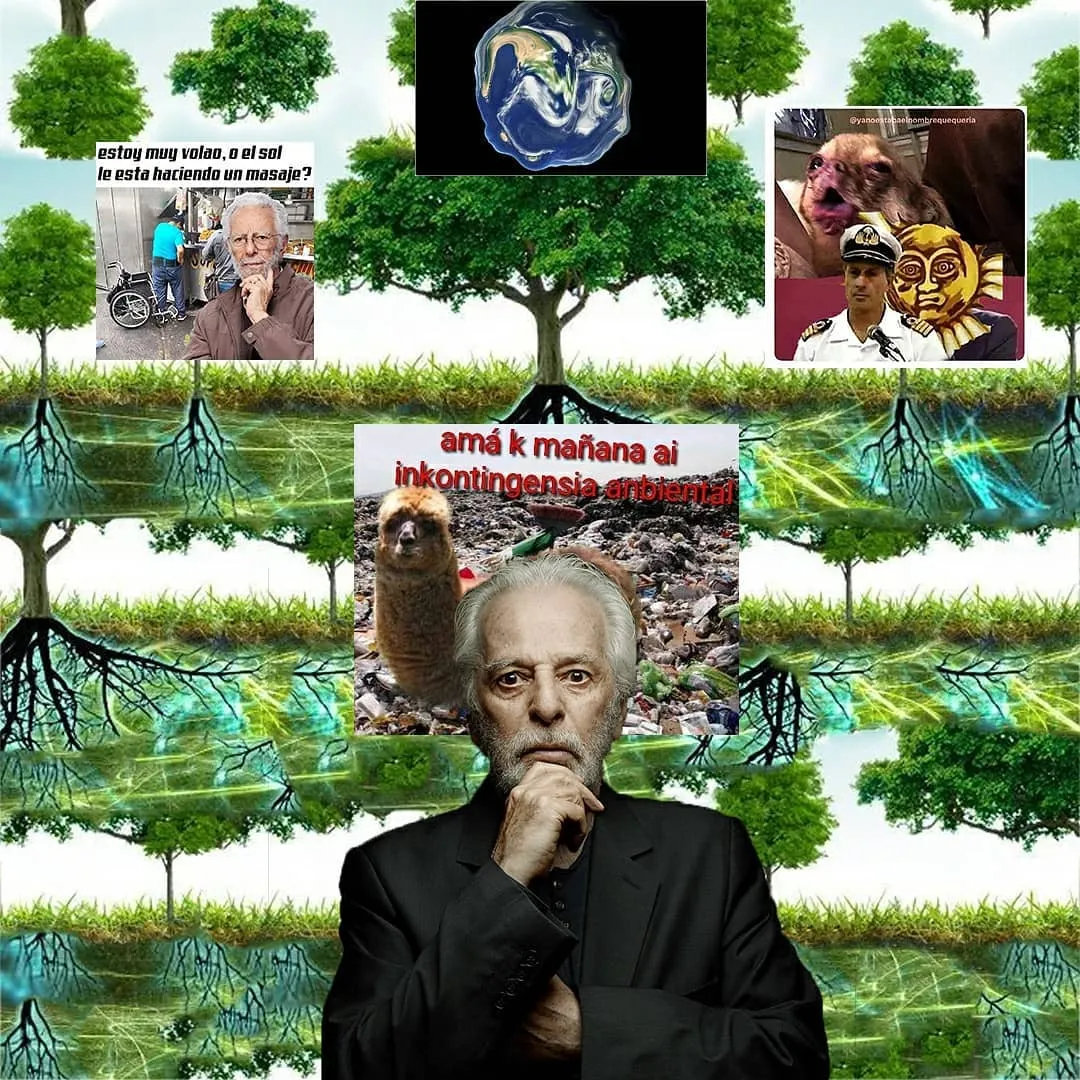 @yanoestabaelnombrequequeria
estoy muy volao, o el sol
le esta haciendo un masaje?
amá k mañana ai
inkontingensia anbiental